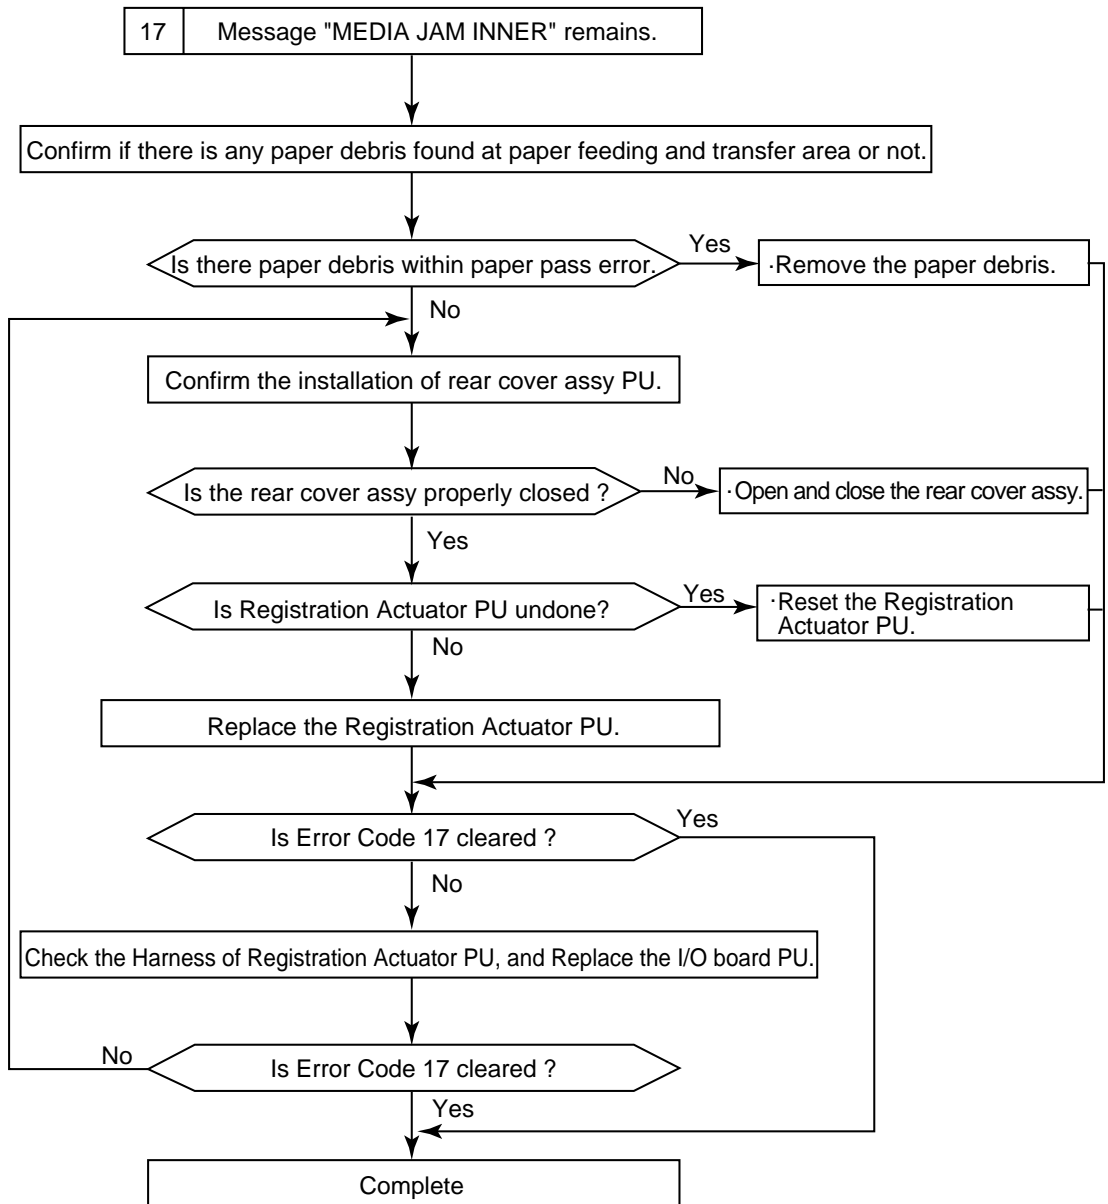 17 Message "MEDIA JAM INNER" remains.
Confirm if there is any paper debris found at paper feeding and transfer area or not.
Is there paper debris within paper pass error.
Yes
·Remove the paper debris.
No
Confirm the installation of rear cover assy PU.
Is the rear cover assy properly closed ?
No
·Open and close the rear cover assy.
Yes
Is Registration Actuator PU undone?
Yes
·Reset the Registration
Actuator PU.
No
Replace the Registration Actuator PU.
Is Error Code 17 cleared ?
Yes
No
Check the Harness of Registration Actuator PU, and Replace the I/O board PU.
No
Is Error Code 17 cleared ?
Yes
Complete